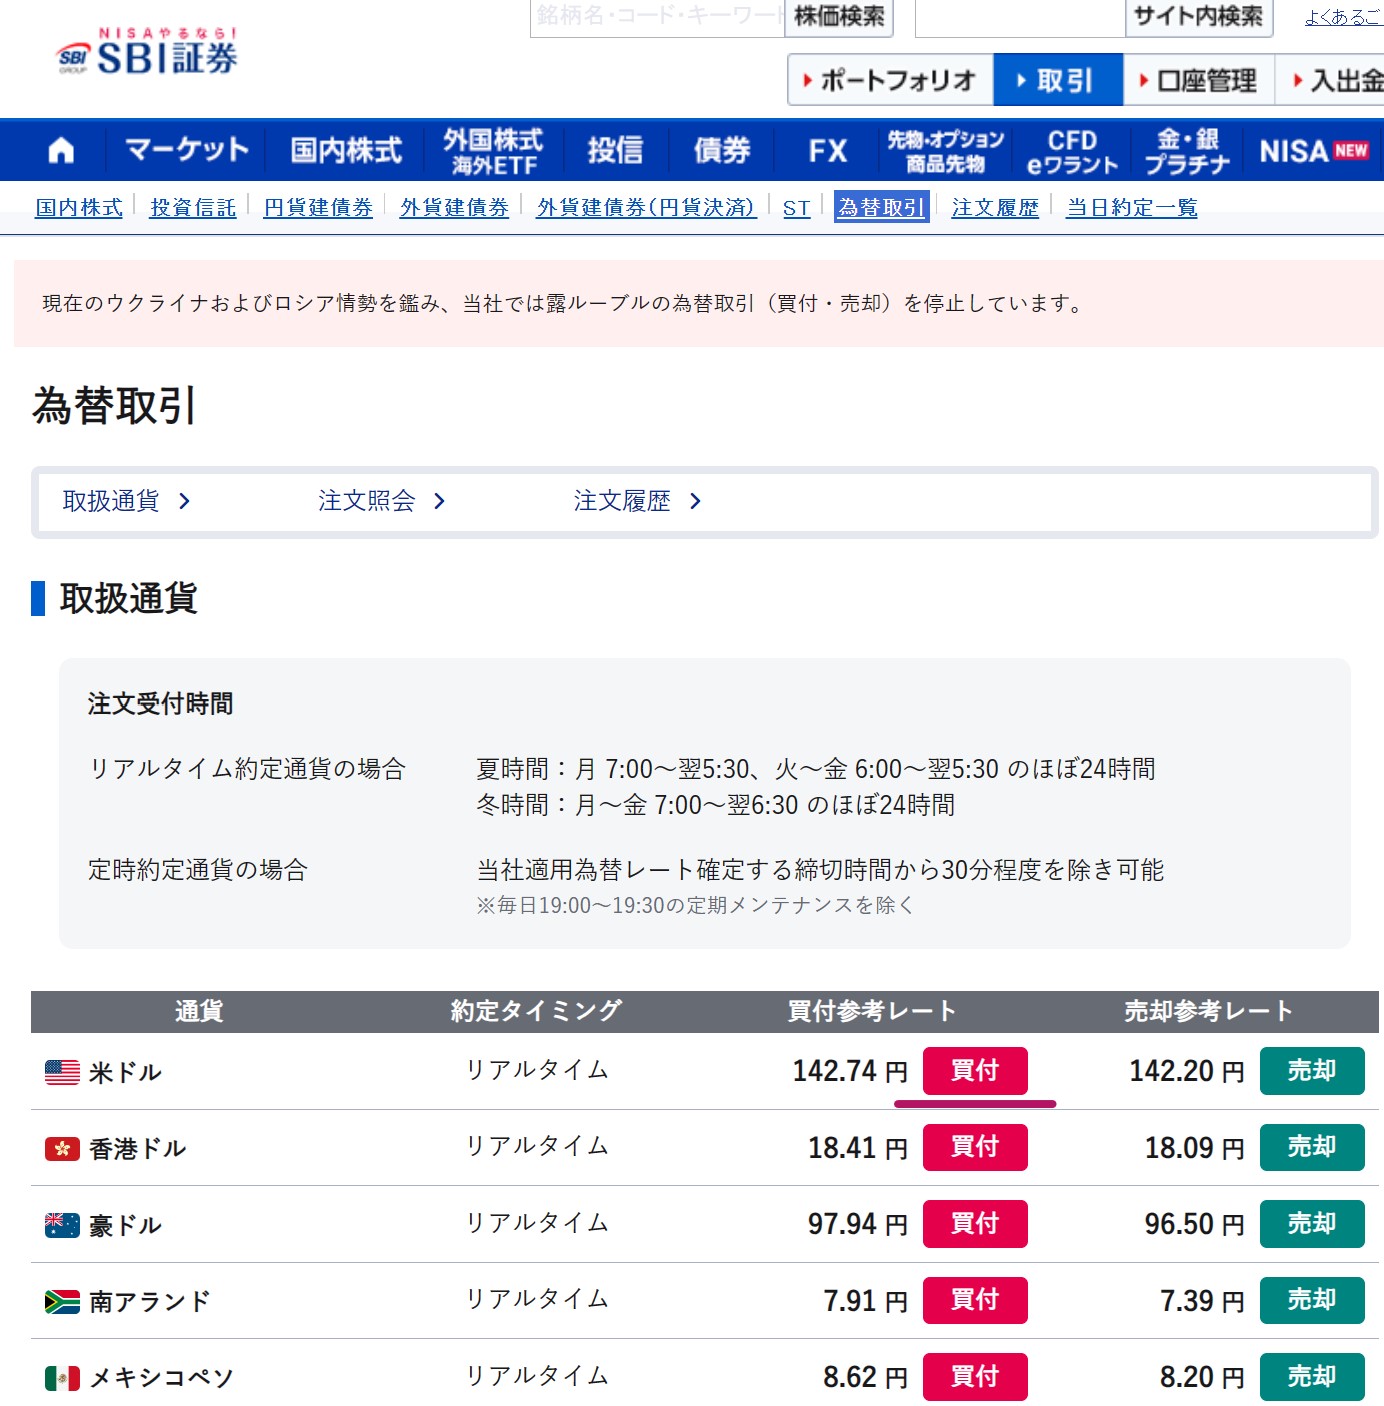 銘柄名・コード・キーワード 株価検索 サイト内検索 よくあるご
NISAやるなら!
SBI GROUP SBI証券
ポートフォリオ 取引 口座管理 入出金
マーケット 国内株式 外国株式 海外ETF 投信 債券 FX 先物・オプション 商品先物 CFD eワラント 金・銀 プラチナ NISA NEW
国内株式 投資信託 円貨建債券 外貨建債券 外貨建債券(円貨決済) ST 為替取引 注文履歴 当日約定一覧
現在のウクライナおよびロシア情勢を鑑み、当社では露ルーブルの為替取引（買付・売却）を停止しています。
為替取引
取扱通貨 注文照会 注文履歴
取扱通貨
注文受付時間
リアルタイム約定通貨の場合 夏時間：月 7:00～翌5:30、火～金 6:00～翌5:30 のほぼ24時間
冬時間：月～金 7:00～翌6:30 のほぼ24時間
定時約定通貨の場合 当社適用為替レート確定する締切時間から30分程度を除き可能
※毎日19:00～19:30の定期メンテナンスを除く
通貨 約定タイミング 買付参考レート 売却参考レート
米ドル リアルタイム 142.74 円 買付 142.20 円 売却
香港ドル リアルタイム 18.41 円 買付 18.09 円 売却
豪ドル リアルタイム 97.94 円 買付 96.50 円 売却
南アランド リアルタイム 7.91 円 買付 7.39 円 売却
メキシコペソ リアルタイム 8.62 円 買付 8.20 円 売却